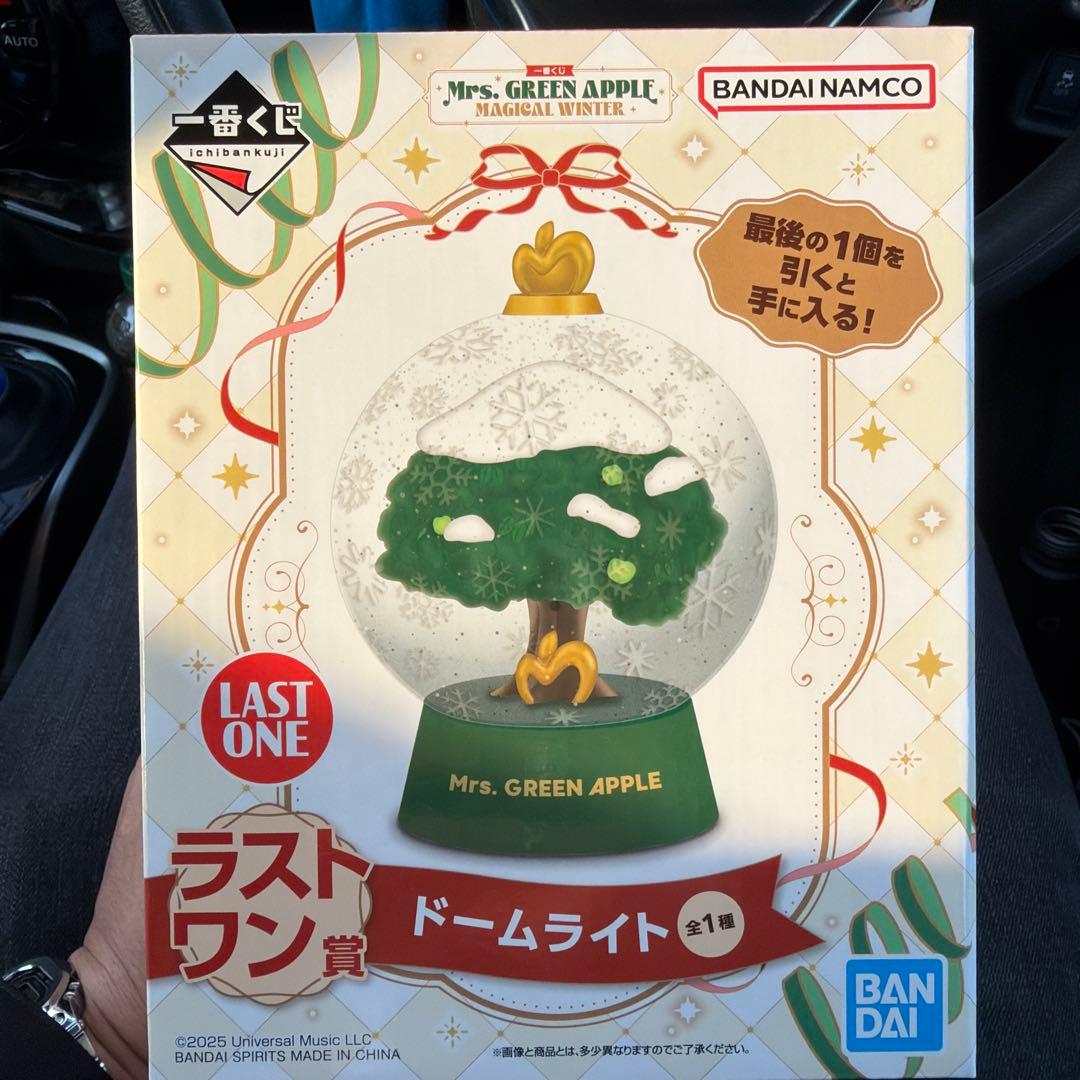 AUTO
一番くじ
ichibankuji
一番くじ
Mrs. GREEN APPLE
MAGICAL WINTER
BANDAI NAMCO
最後の1個を
引くと
手に入る!
LAST
ONE
Mrs. GREEN APPLE
ラスト
ワン賞
ドームライト 全1種
©2025 Universal Music LLC
BANDAI SPIRITS MADE IN CHINA
※画像と商品とは、多少異なりますのでご了承ください。
BAN
DAI